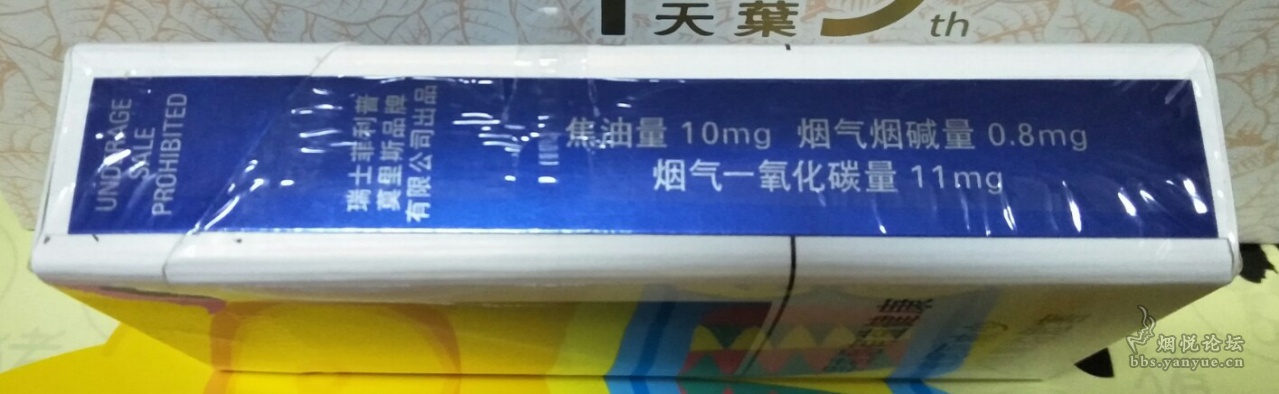 天葉
th
UNDERAGE
SALE
PROHIBITED
瑞士菲利普
莫里斯品牌
有限公司出品
焦油量 10mg 烟气烟碱量 0.8mg
烟气一氧化碳量 11mg
烟悦论坛
bbs.yanyue.cn